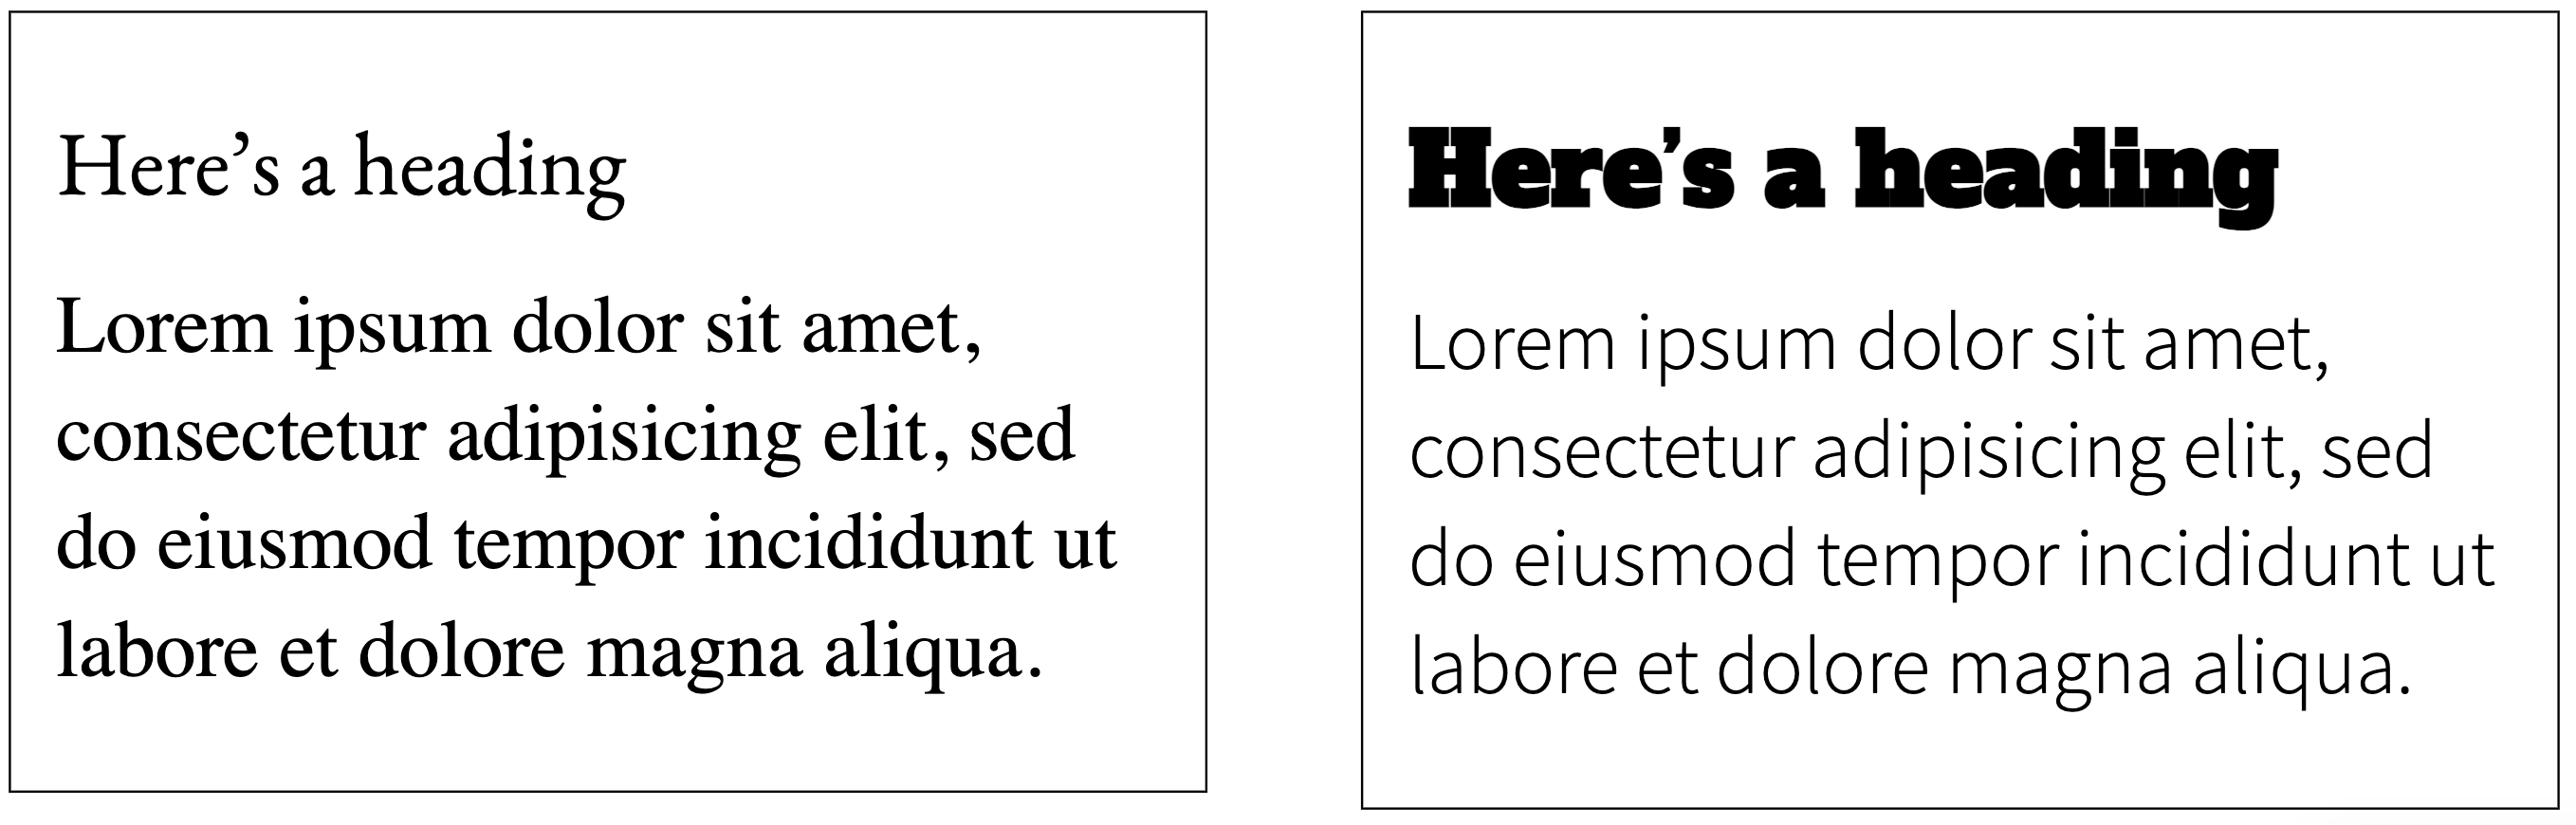 Here’s a heading
Lorem ipsum dolor sit amet,
consectetur adipisicing elit, sed
do eiusmod tempor incididunt ut
labore et dolore magna aliqua.
Here’s a heading
Lorem ipsum dolor sit amet,
consectetur adipisicing elit, sed
do eiusmod tempor incididunt ut
labore et dolore magna aliqua.